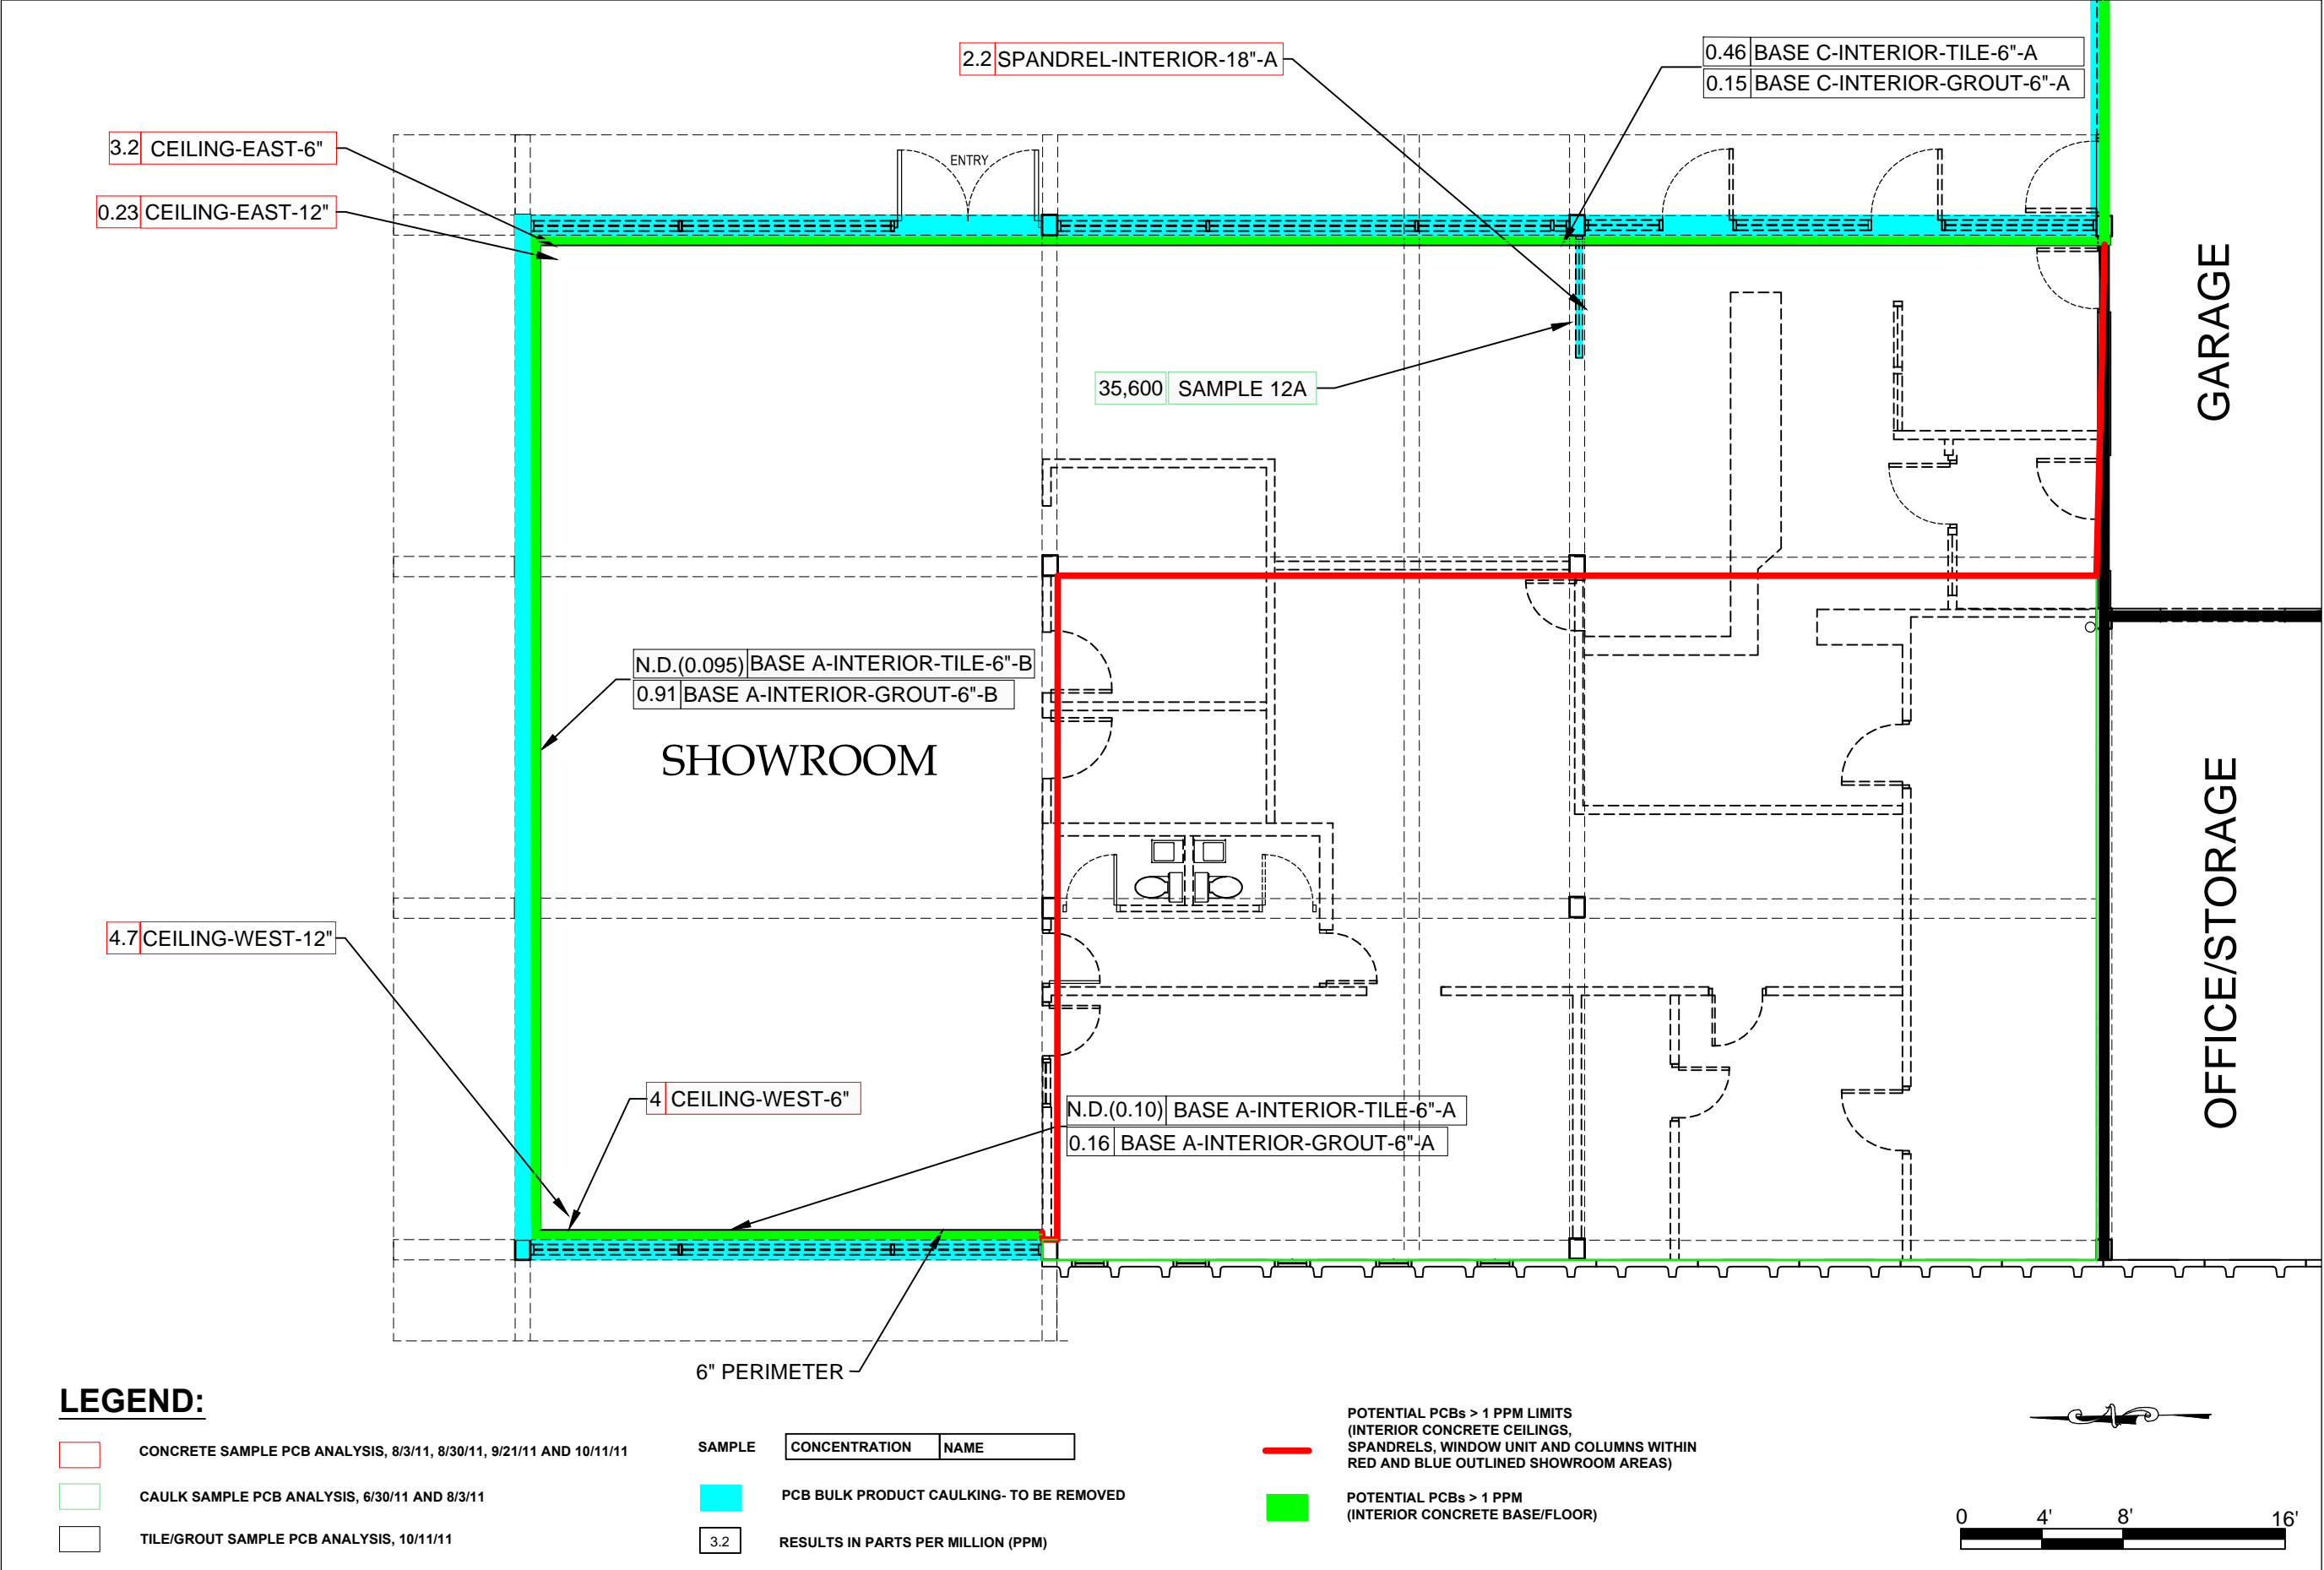 2.2 SPANDREL-INTERIOR-18"-A
0.46 BASE C-INTERIOR-TILE-6"-A
0.15 BASE C-INTERIOR-GROUT-6"-A
3.2 CEILING-EAST-6"
ENTRY
0.23 CEILING-EAST-12"
GARAGE
35,600 SAMPLE 12A
N.D.(0.095) BASE A-INTERIOR-TILE-6"-B
0.91 BASE A-INTERIOR-GROUT-6"-B
SHOWROOM
OFFICE/STORAGE
4.7 CEILING-WEST-12"
4 CEILING-WEST-6"
N.D.(0.10) BASE A-INTERIOR-TILE-6"-A
0.16 BASE A-INTERIOR-GROUT-6"-A
6" PERIMETER
LEGEND:
CONCRETE SAMPLE PCB ANALYSIS, 8/3/11, 8/30/11, 9/21/11 AND 10/11/11
CAULK SAMPLE PCB ANALYSIS, 6/30/11 AND 8/3/11
TILE/GROUT SAMPLE PCB ANALYSIS, 10/11/11
SAMPLE CONCENTRATION NAME
PCB BULK PRODUCT CAULKING- TO BE REMOVED
3.2 RESULTS IN PARTS PER MILLION (PPM)
POTENTIAL PCBs > 1 PPM LIMITS
(INTERIOR CONCRETE CEILINGS,
SPANDRELS, WINDOW UNIT AND COLUMNS WITHIN
RED AND BLUE OUTLINED SHOWROOM AREAS)
POTENTIAL PCBs > 1 PPM
(INTERIOR CONCRETE BASE/FLOOR)
0 4' 8' 16'